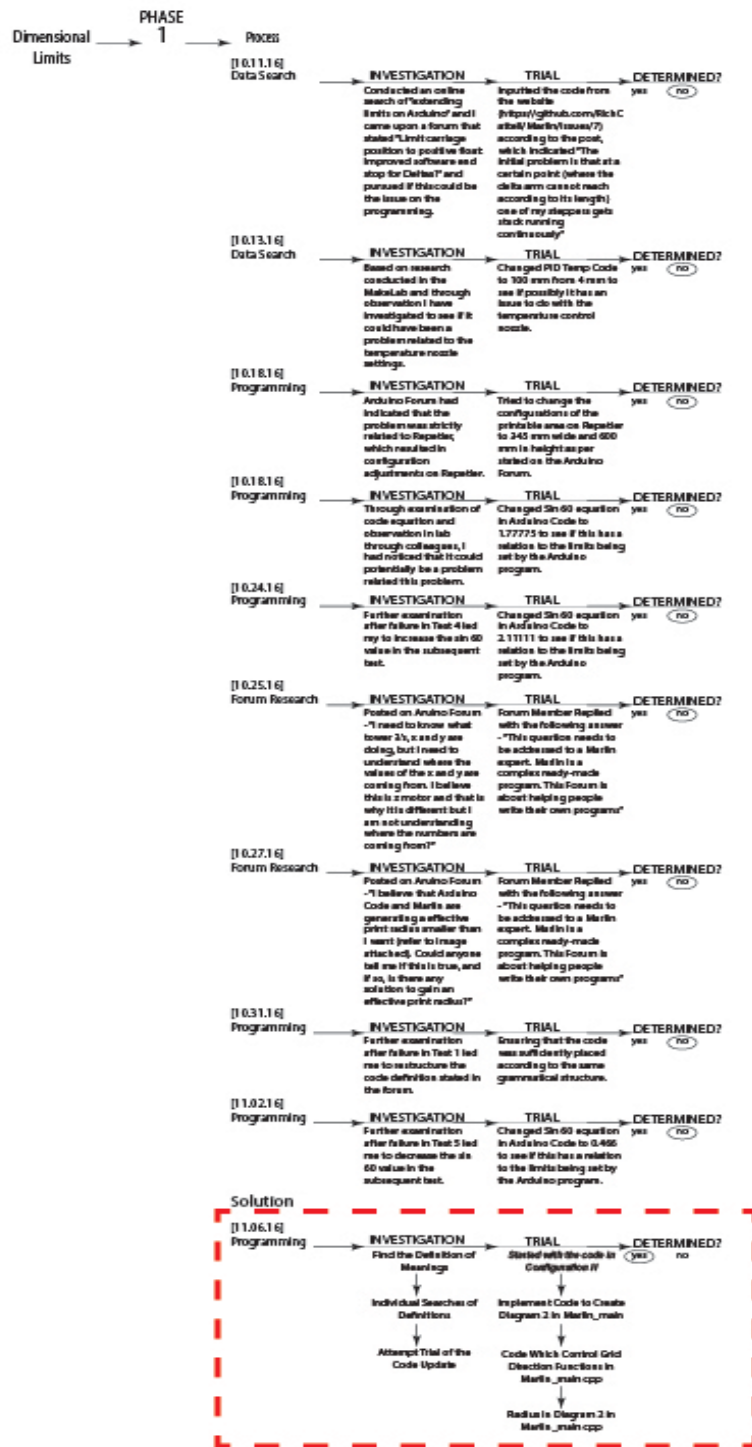 PHASE
Dimensional 1 Process
Limits
[10.11.16]
Data Search
INVESTIGATION
Conducted an online
search of "extending
limits on Arduino" and I
came upon a forum that
stated "Limit carriage
position to positive float
Improved software end
stop for Deltas?" and
pursued if this could be
the issue on the
programming.
TRIAL
Inputted the code from
the website
(https://github.com/RichC
attell/Marlin/issues/7)
according to the post,
which indicated "The
initial problem is that at a
certain point (where the
delta arm cannot reach
according to its length)
one of my steppers gets
stuck running
continuously"
DETERMINED?
yes no
[10.13.16]
Data Search
INVESTIGATION
Based on research
conducted in the
MakeLab and through
observation I have
investigated to see if it
could have been a
problem related to the
temperature nozzle
settings.
TRIAL
Changed PID Temp Code
to 100 mm from 4 mm to
see if possibly it has an
issue to do with the
temperature control
nozzle.
DETERMINED?
yes no
[10.18.16]
Programming
INVESTIGATION
Arduino Forum had
indicated that the
problem was strictly
related to Repetier,
which resulted in
configuration
adjustments on Repetier.
TRIAL
Tried to change the
configurations of the
printable area on Repetier
to 345 mm wide and 600
mm in height as per
stated on the Arduino
Forum.
DETERMINED?
yes no
[10.18.16]
Programming
INVESTIGATION
Through examination of
code equation and
observation in lab
through colleagues, I
had noticed that it could
potentially be a problem
related this problem.
TRIAL
Changed Sin 60 equation
in Arduino Code to
1.77775 to see if this has a
relation to the limits being
set by the Arduino
program.
DETERMINED?
yes no
[10.24.16]
Programming
INVESTIGATION
Further examination
after failure in Test 4 led
my to increase the sin 60
value in the subsequent
test.
TRIAL
Changed Sin 60 equation
in Arduino Code to
2.11111 to see if this has a
relation to the limits being
set by the Arduino
program.
DETERMINED?
yes no
[10.25.16]
Forum Research
INVESTIGATION
Posted on Aruino Forum
-"I need to know what
tower 3's, x and y are
doing, but I need to
understand where the
values of the x and y are
coming from. I believe
this is z motor and that is
why it is different but I
am not understanding
where the numbers are
coming from?"
TRIAL
Forum Member Replied
with the following answer
-"This question needs to
be addressed to a Marlin
expert. Marlin is a
complex ready-made
program. This Forum is
about helping people
write their own programs"
DETERMINED?
yes no
[10.27.16]
Forum Research
INVESTIGATION
Posted on Aruino Forum
-"I believe that Arduino
Code and Marlin are
generating a effective
print radius smaller than
I want (refer to image
attached). Could anyone
tell me if this is true, and
if so, is there any
solution to gain an
effective print radius?"
TRIAL
Forum Member Replied
with the following answer
-"This question needs to
be addressed to a Marlin
expert. Marlin is a
complex ready-made
program. This Forum is
about helping people
write their own programs"
DETERMINED?
yes no
[10.31.16]
Programming
INVESTIGATION
Further examination
after failure in Test 1 led
me to restructure the
code definition stated in
the forum.
TRIAL
Ensuring that the code
was sufficiently placed
according to the same
grammatical structure.
DETERMINED?
yes no
[11.02.16]
Programming
INVESTIGATION
Further examination
after failure in Test 5 led
me to decrease the sin
60 value in the
subsequent test.
TRIAL
Changed Sin 60 equation
in Arduino Code to 0.466
to see if this has a relation
to the limits being set by
the Arduino program.
DETERMINED?
yes no
Solution
[11.06.16]
Programming
INVESTIGATION
Find the Definition of
Meanings
Individual Searches of
Definitions
Attempt Trial of the
Code Update
TRIAL
Started with the code in
Configuration H
Implement Code to Create
Diagram 2 in Marlin_main
Code Which Control Grid
Direction Functions in
Marlin_main cpp
Radius in Diagram 2 in
Marlin_main cpp
DETERMINED?
yes no